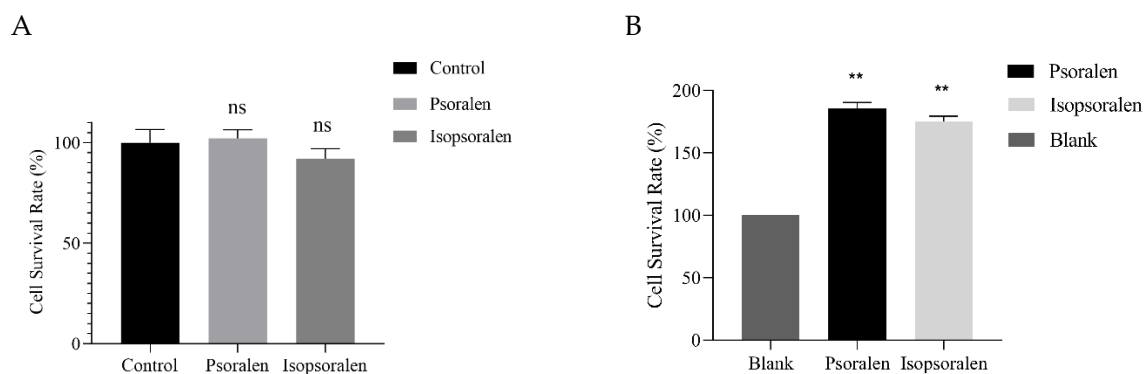 A
Control
Psoralen
Isopsoralen
ns
ns
Cell Survival Rate (%)
100
50
0
Control
Psoralen
Isopsoralen
B
Psoralen
Isopsoralen
Blank
**
**
Cell Survival Rate (%)
200
150
100
50
0
Blank
Psoralen
Isopsoralen